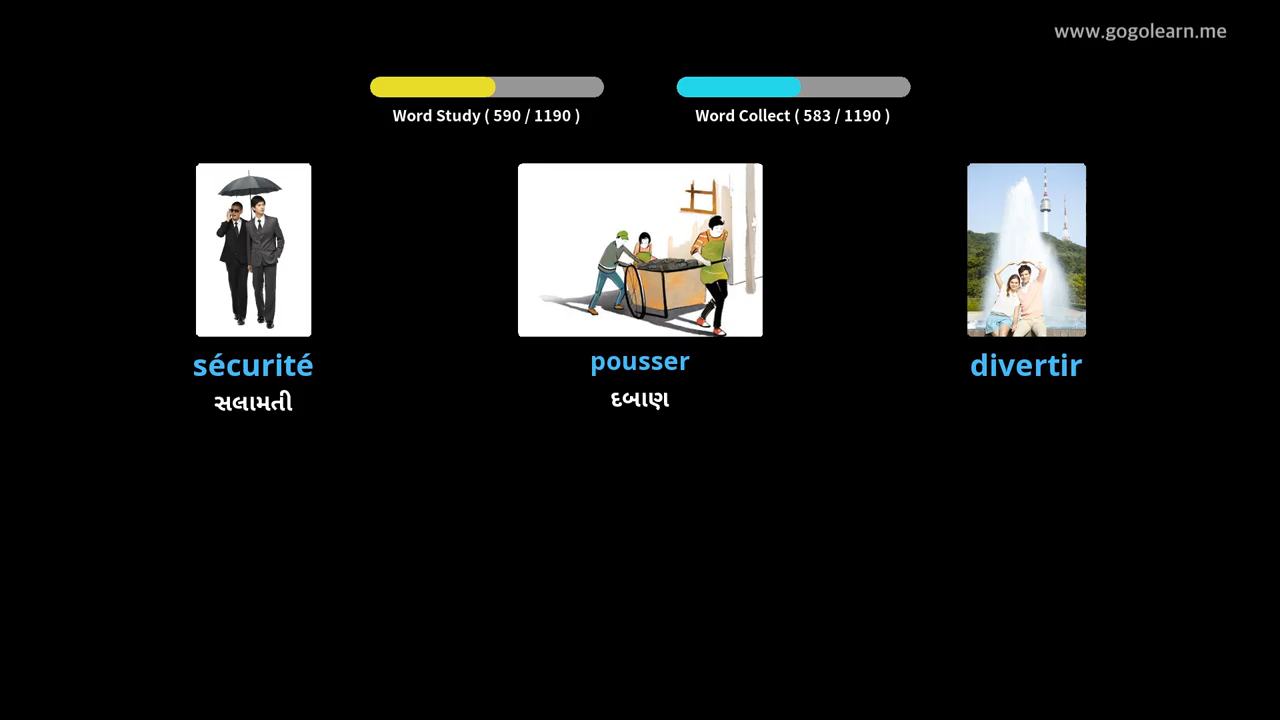 www.gogolearn.me
Word Study ( 590 / 1190 )
Word Collect ( 583 / 1190 )
sécurité
સલામતી
pousser
દબાણ
divertir